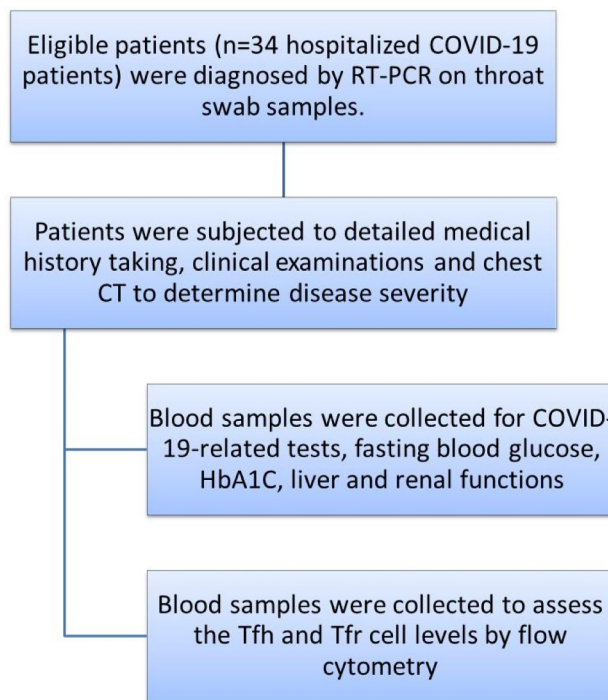 Eligible patients (n=34 hospitalized COVID-19
patients) were diagnosed by RT-PCR on throat
swab samples.
Patients were subjected to detailed medical
history taking, clinical examinations and chest
CT to determine disease severity
Blood samples were collected for COVID-
19-related tests, fasting blood glucose,
HbA1C, liver and renal functions
Blood samples were collected to assess
the Tfh and Tfr cell levels by flow
cytometry